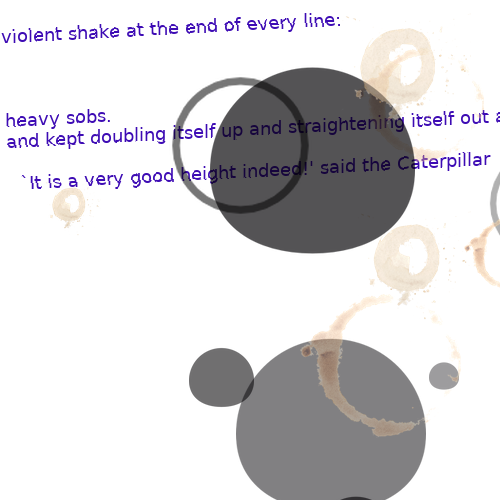 violent shake at the end of every line:
heavy sobs.
and kept doubling itself up and straightening itself out a
`It is a very good height indeed!' said the Caterpillar